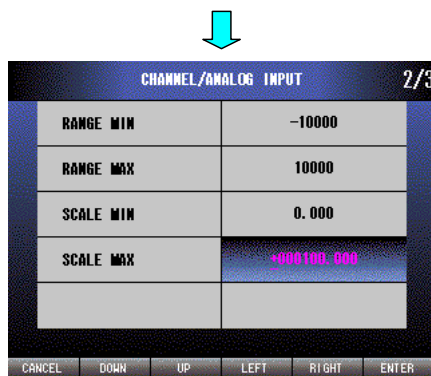 CHANNEL/ANALOG INPUT 2/3
RANGE MIN -10000
RANGE MAX 10000
SCALE MIN 0.000
SCALE MAX +000100.000
CANCEL DOWN UP LEFT RIGHT ENTER